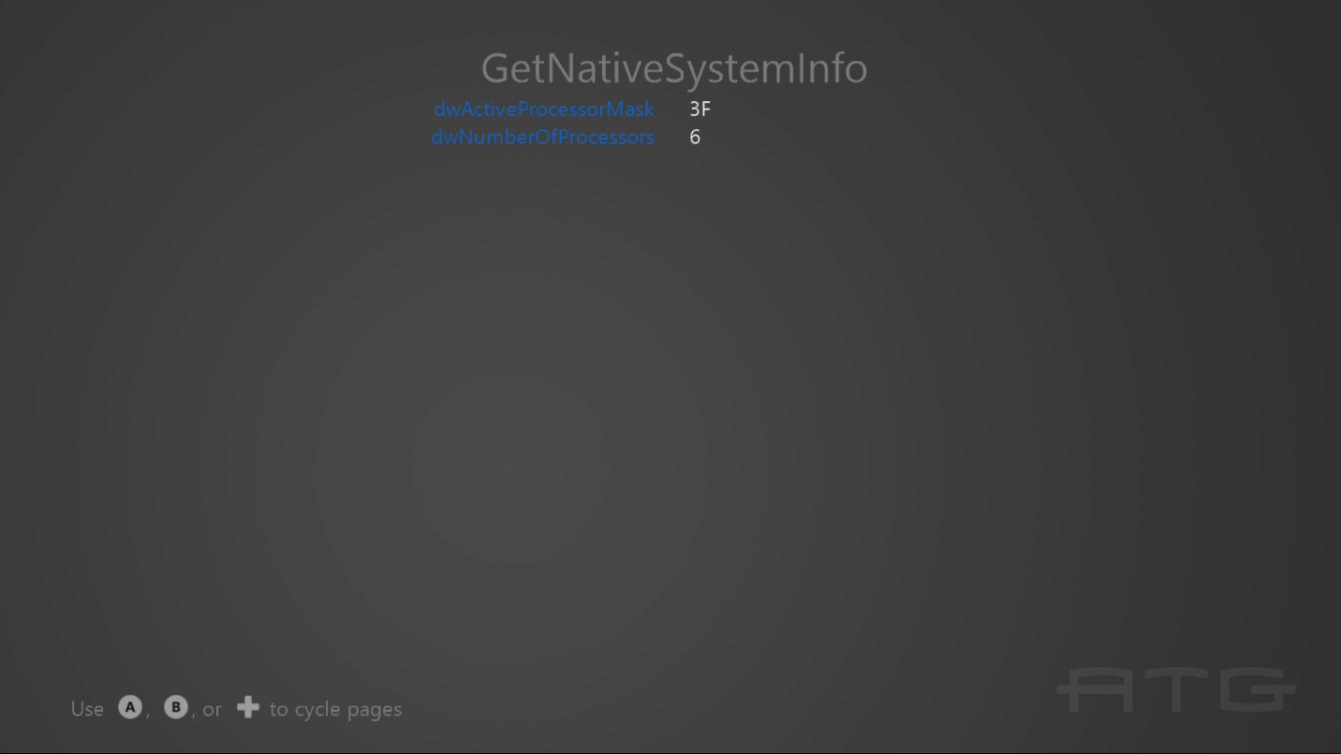 GetNativeSystemInfo
dwActiveProcessorMask 3F
dwNumberOfProcessors 6
Use A, B, or to cycle pages
ATG